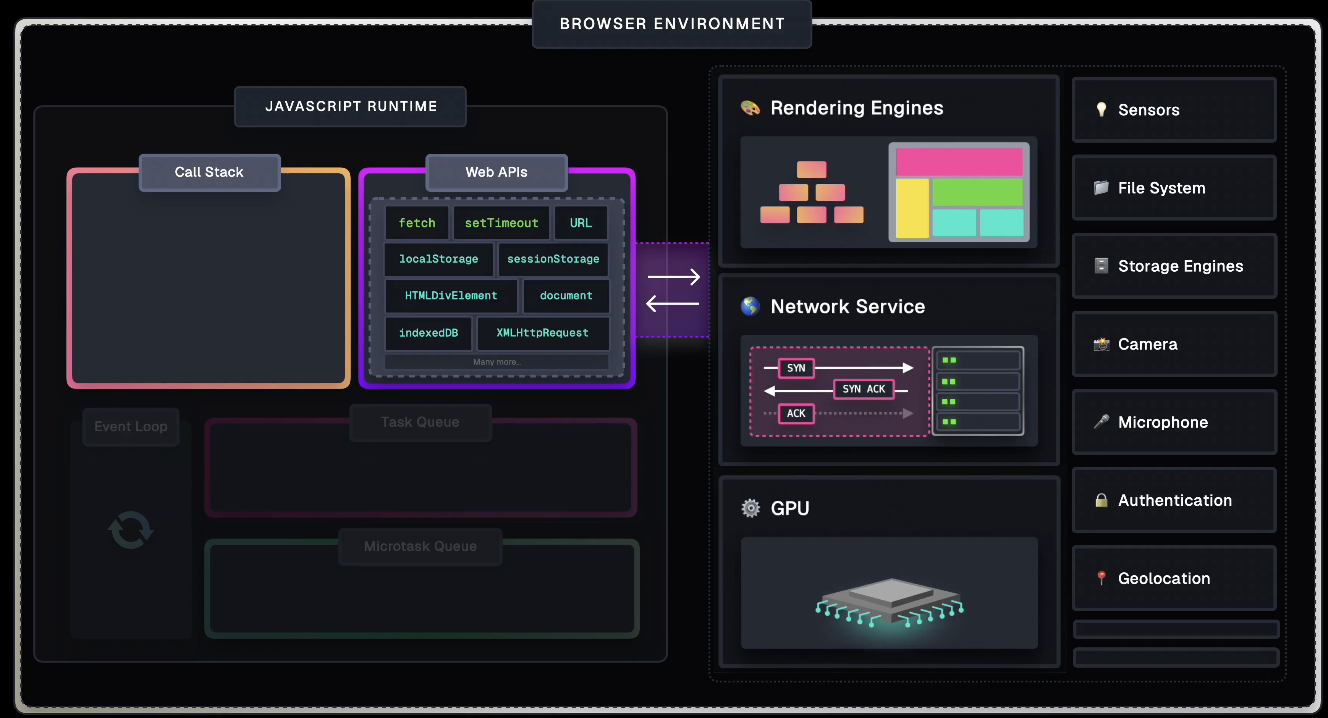 BROWSER ENVIRONMENT
JAVASCRIPT RUNTIME
Call Stack
Web APIs
fetch
setTimeout
URL
localStorage
sessionStorage
HTMLDivElement
document
indexedDB
XMLHttpRequest
Many more...
Event Loop
Task Queue
Microtask Queue
Rendering Engines
Network Service
SYN
SYN ACK
ACK
GPU
Sensors
File System
Storage Engines
Camera
Microphone
Authentication
Geolocation